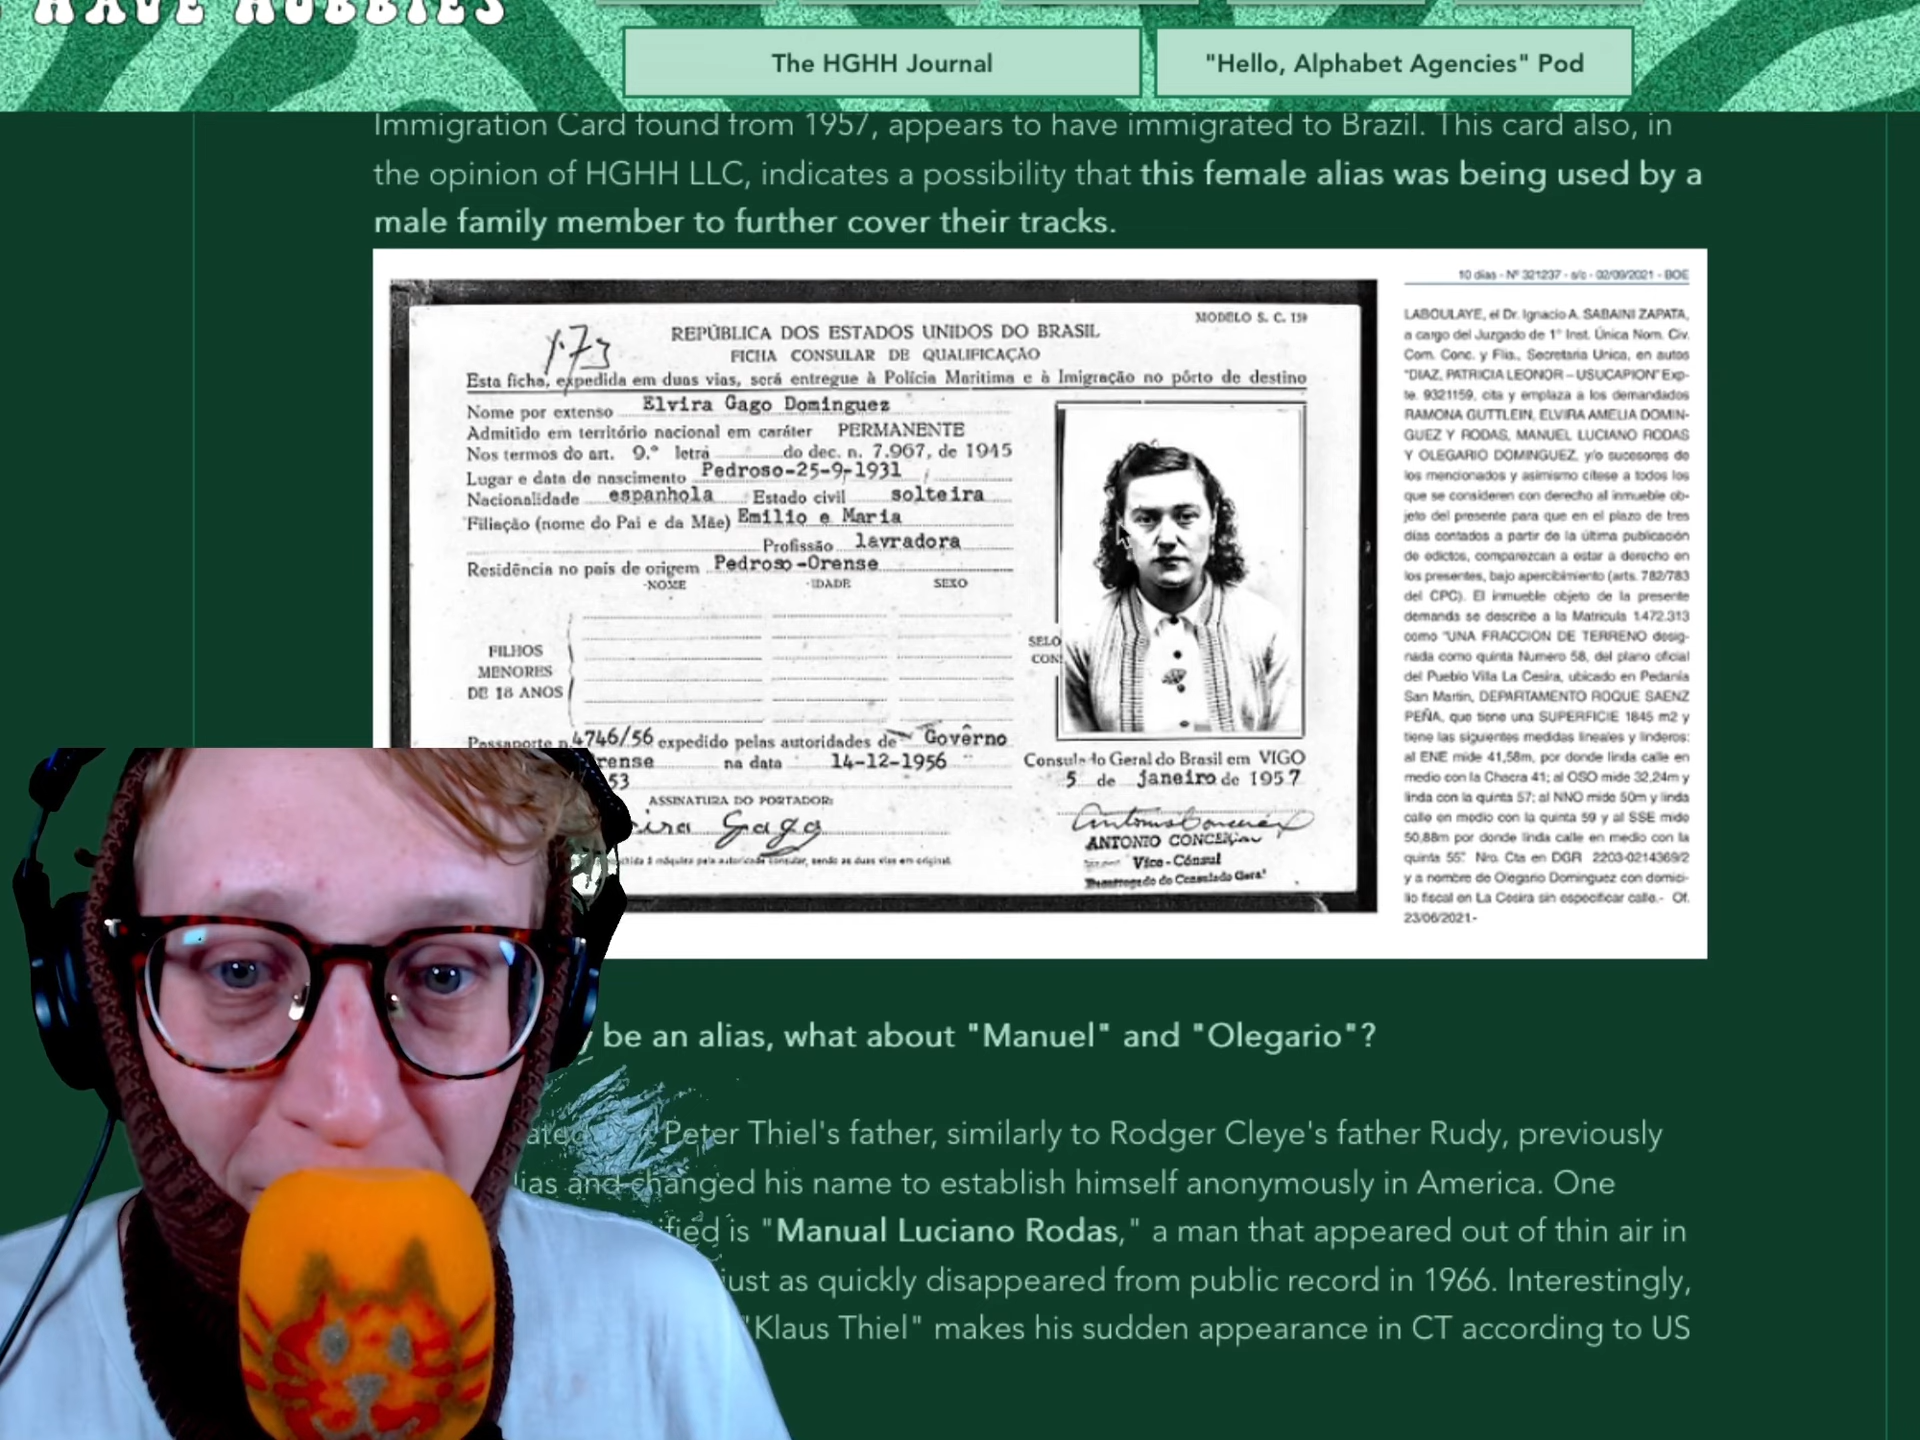 HAVE HOBBIES
The HGHH Journal
"Hello, Alphabet Agencies" Pod
Immigration Card found from 1957, appears to have immigrated to Brazil. This card also, in
the opinion of HGHH LLC, indicates a possibility that this female alias was being used by a
male family member to further cover their tracks.
MODELO S. C. 139
REPÚBLICA DOS ESTADOS UNIDOS DO BRASIL
FICHA CONSULAR DE QUALIFICAÇÃO
Esta ficha, expedida em duas vias, será entregue à Polícia Marítima e à Imigração no pôrto de destino
Nome por extenso Elvira Gago Dominguez
Admitido em território nacional em caráter PERMANENTE
Nos termos do art. 9.º letra do dec. n. 7.967, de 1945
Lugar e data de nascimento Pedroso-25-9-1931
Nacionalidade espanhola Estado civil solteira
Filiação (nome do Pai e da Mãe) Emilio e Maria
Profissão lavradora
Residência no país de origem Pedroso-Orense
NOME IDADE SEXO
FILHOS
MENORES
DE 18 ANOS
SELO
CONS
Passaporte n. 4746/56 expedido pelas autoridades de Govêrno
rense na data 14-12-1956
53
ASSINATURA DO PORTADOR:
ira Gago
Consulado Geral do Brasil em VIGO
5 de janeiro de 1957
ANTONIO
Vice-Cônsul
10 días - Nº 321237 - s/c - 02/09/2021 - BOE
LABOULAYE, el Dr. Ignacio A. SABAINI ZAPATA,
a cargo del Juzgado de 1° Inst. Única Nom. Civ.
Com. Conc. y Flia., Secretaria Unica, en autos
"DIAZ, PATRICIA LEONOR – USUCAPION" Exp-
te. 9321159, cita y emplaza a los demandados
RAMONA GUTTLEIN, ELVIRA AMELIA DOMIN-
GUEZ Y RODAS, MANUEL LUCIANO RODAS
Y OLEGARIO DOMINGUEZ, y/o sucesores de
los mencionados y asimismo cítese a todos los
que se consideren con derecho al inmueble ob-
jeto del presente para que en el plazo de tres
días contados a partir de la última publicación
de edictos, comparezcan a estar a derecho en
los presentes, bajo apercibimiento (arts. 782/783
del CPC). El inmueble objeto de la presente
demanda se describe a la Matricula 1.472.313
como "UNA FRACCION DE TERRENO desig-
nada como quinta Numero 58, del plano oficial
del Pueblo Villa La Cesira, ubicado en Pedanía
San Martin, DEPARTAMENTO ROQUE SAENZ
PEÑA, que tiene una SUPERFICIE 1845 m2 y
tiene las siguientes medidas lineales y linderos:
al ENE mide 41,58m, por donde linda calle en
medio con la Chacra 41; al OSO mide 32,24m y
linda con la quinta 57; al NNO mide 50m y linda
calle en medio con la quinta 59 y al SSE mide
50,88m por donde linda calle en medio con la
quinta 55". Nro. Cta en DGR 2203-0214369/2
y a nombre de Olegario Dominguez con domici-
lio fiscal en La Cesira sin especificar calle.- Of.
23/06/2021-
y be an alias, what about "Manuel" and "Olegario"?
Peter Thiel's father, similarly to Rodger Cleye's father Rudy, previously
lias and changed his name to establish himself anonymously in America. One
ified is "Manual Luciano Rodas," a man that appeared out of thin air in
just as quickly disappeared from public record in 1966. Interestingly,
"Klaus Thiel" makes his sudden appearance in CT according to US